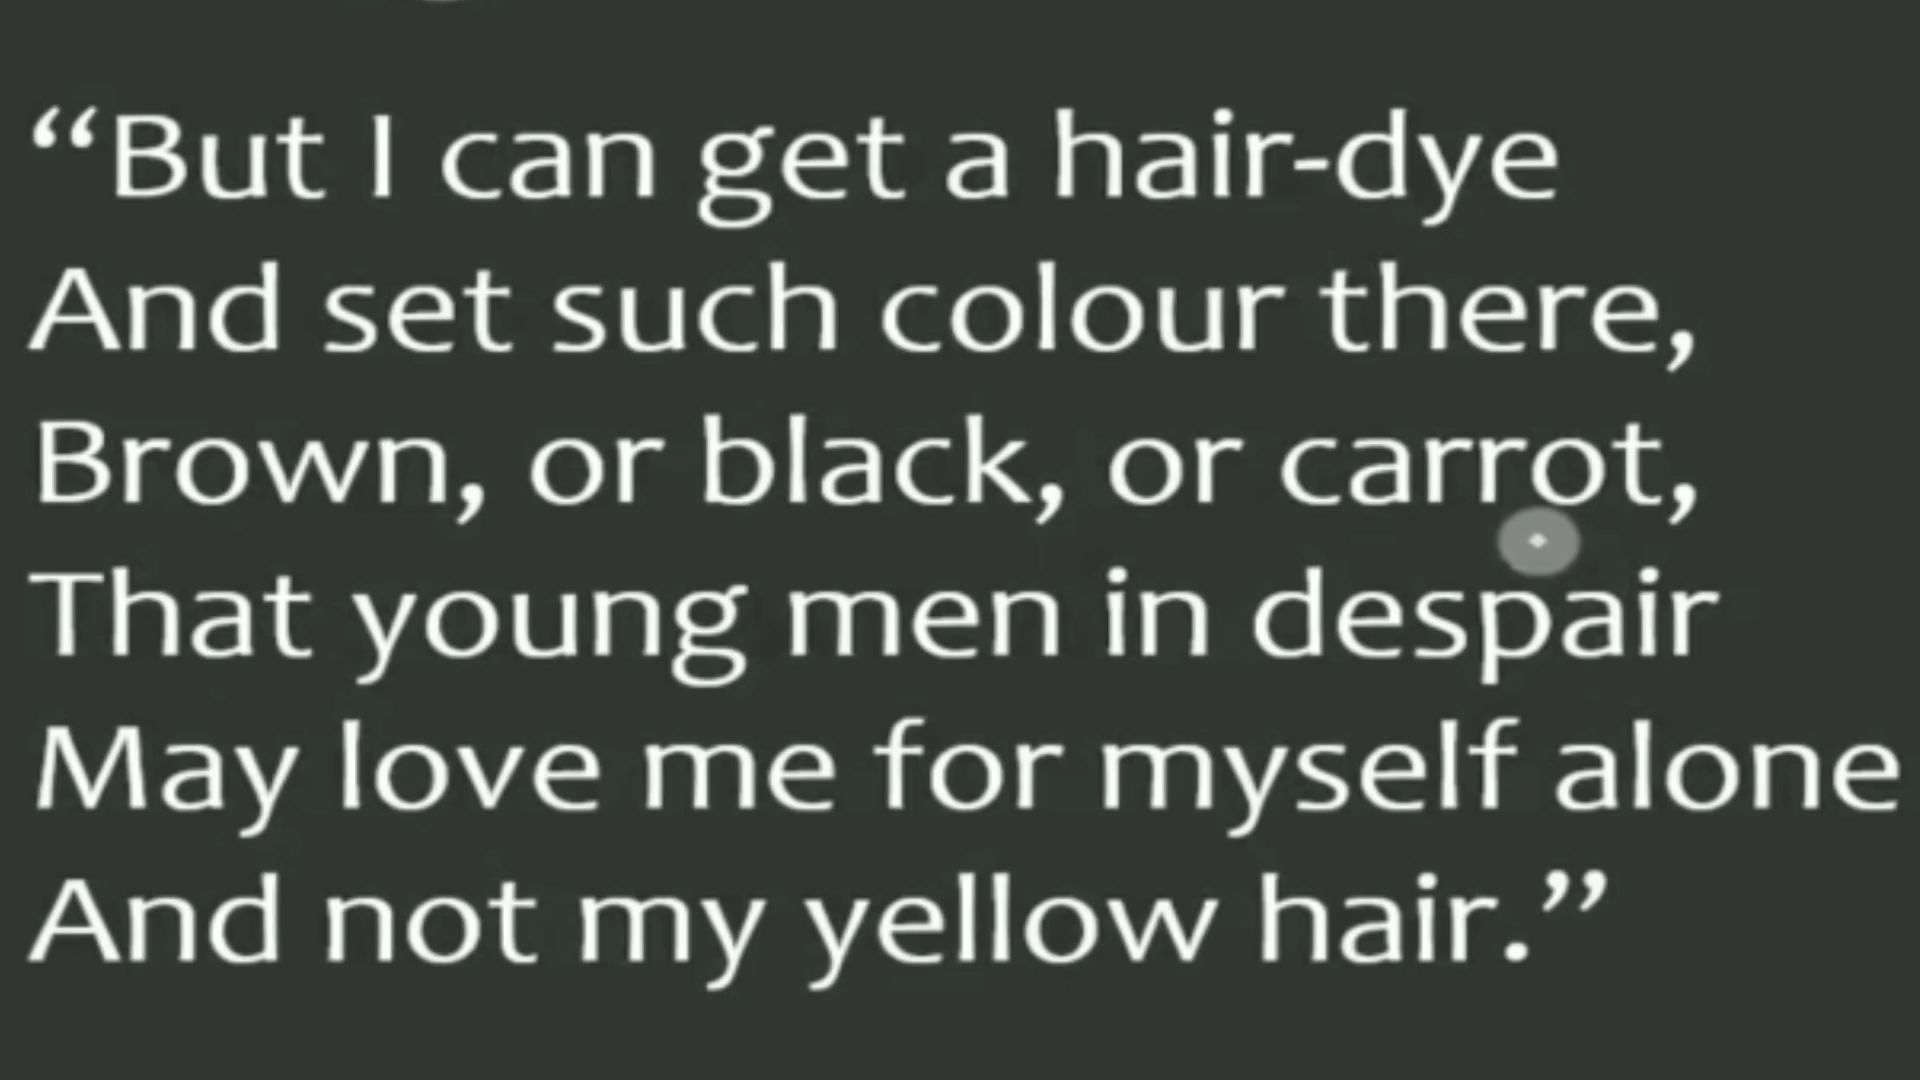 “But I can get a hair-dye
And set such colour there,
Brown, or black, or carrot,
That young men in despair
May love me for myself alone
And not my yellow hair.”